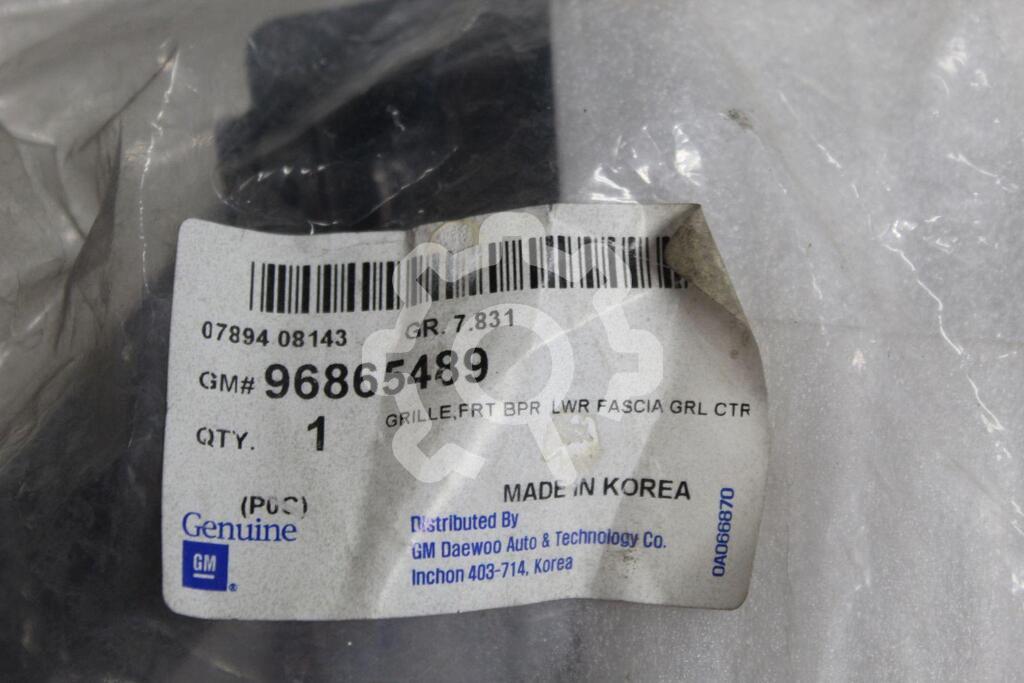 07894 08143 GR. 7.831
GM# 96865489
GRILLE,FRT BPR LWR FASCIA GRL CTR
QTY. 1
MADE IN KOREA
Genuine
GM
®
Distributed By
GM Daewoo Auto & Technology Co.
Inchon 403-714, Korea
0A066870